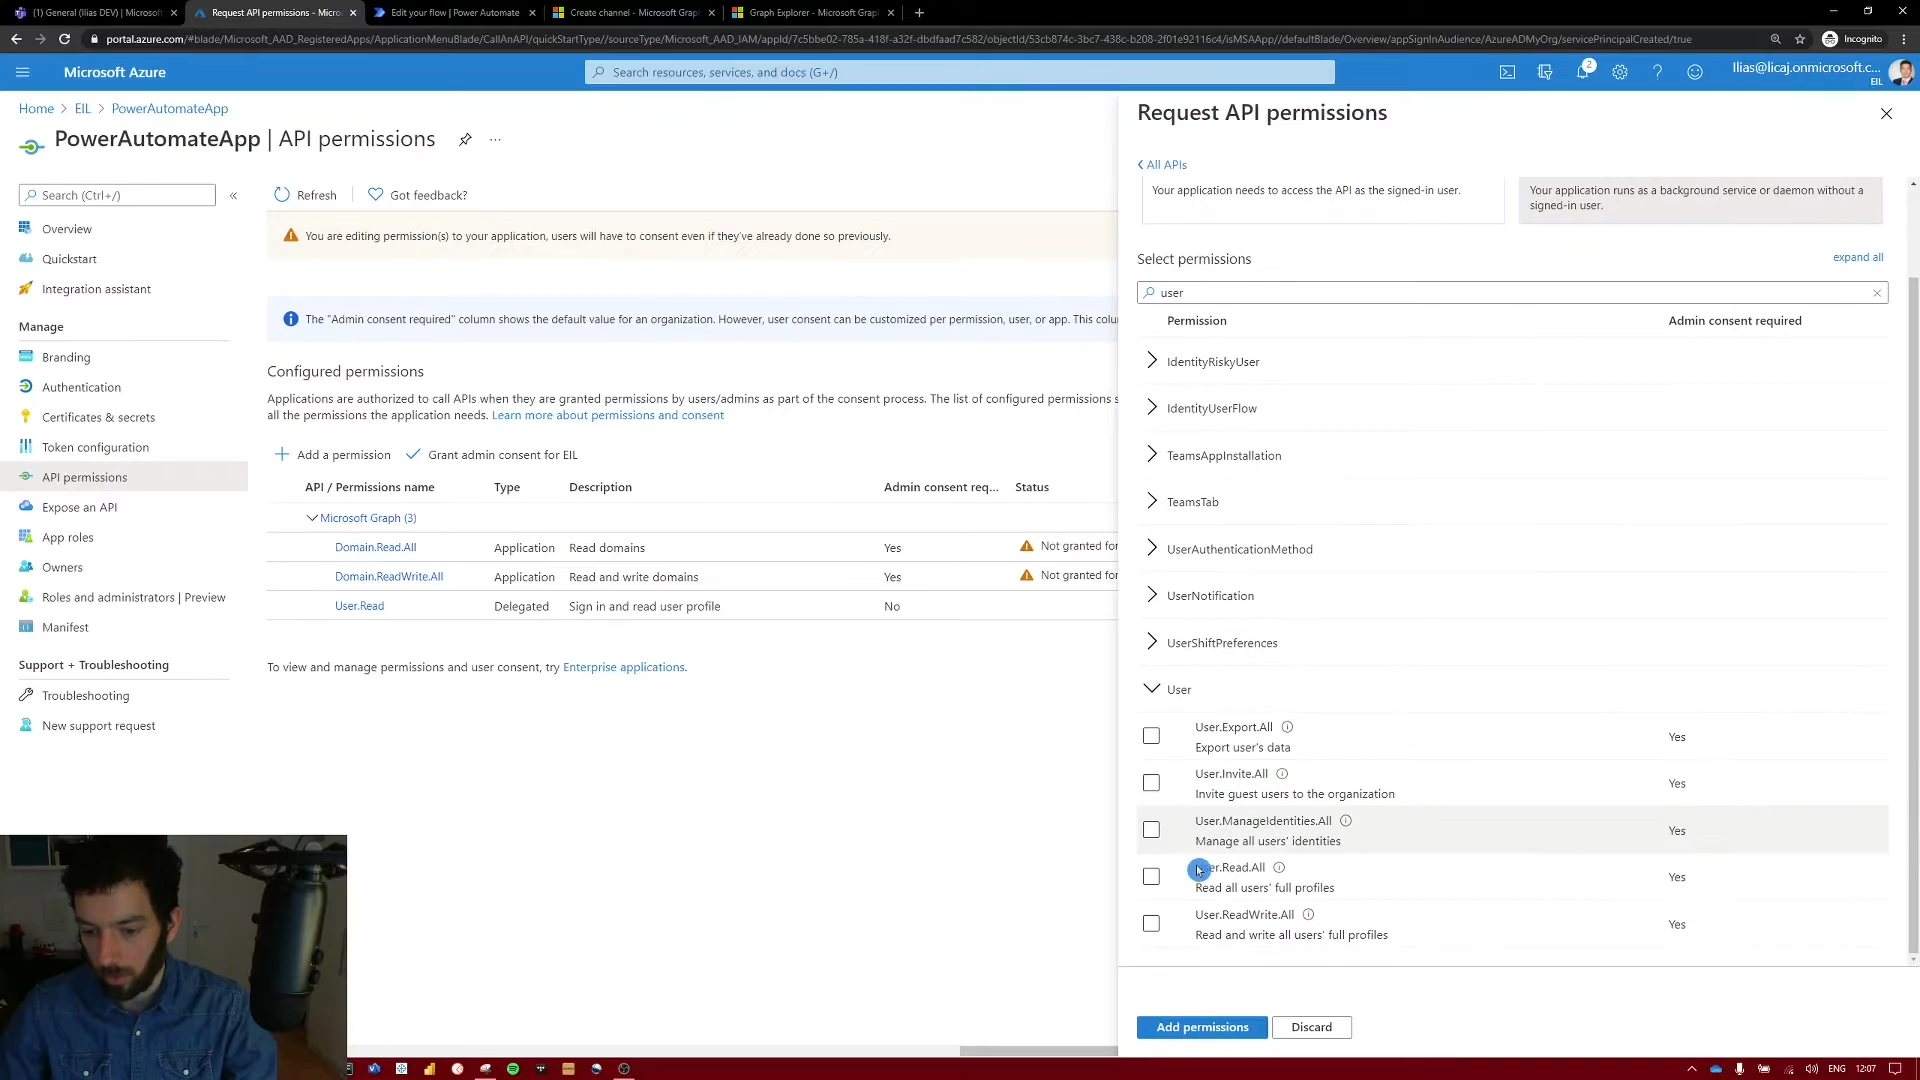 (1) General (Ilias DEV) | Microsoft
Request API permissions - Micros
Edit your flow | Power Automate
Create channel - Microsoft Graph
Graph Explorer - Microsoft Graph
portal.azure.com/#blade/Microsoft_AAD_RegisteredApps/ApplicationMenuBlade/CallAnAPI/quickStartType//sourceType/Microsoft_AAD_IAM/appId/7c5bbe02-785a-418f-a32f-dbdfaad7c582/objectId/53cb874c-3bc7-438c-b208-2f01e92116c4/isMSAApp//defaultBlade/Overview/appSignInAudience/AzureADMyOrg/servicePrincipalCreated/true
Incognito
Microsoft Azure
Search resources, services, and docs (G+/)
2
Ilias@licaj.onmicrosoft.c...
EIL
Home > EIL > PowerAutomateApp
PowerAutomateApp | API permissions
Search (Ctrl+/)
Overview
Quickstart
Integration assistant
Manage
Branding
Authentication
Certificates & secrets
Token configuration
API permissions
Expose an API
App roles
Owners
Roles and administrators | Preview
Manifest
Support + Troubleshooting
Troubleshooting
New support request
Refresh
Got feedback?
You are editing permission(s) to your application, users will have to consent even if they've already done so previously.
The "Admin consent required" column shows the default value for an organization. However, user consent can be customized per permission, user, or app. This colu
Configured permissions
Applications are authorized to call APIs when they are granted permissions by users/admins as part of the consent process. The list of configured permissions s
all the permissions the application needs. Learn more about permissions and consent
Add a permission
Grant admin consent for EIL
API / Permissions name Type Description Admin consent req... Status
Microsoft Graph (3)
Domain.Read.All Application Read domains Yes Not granted for
Domain.ReadWrite.All Application Read and write domains Yes Not granted for
User.Read Delegated Sign in and read user profile No
To view and manage permissions and user consent, try Enterprise applications.
Request API permissions
All APIs
Your application needs to access the API as the signed-in user.
Your application runs as a background service or daemon without a
signed-in user.
Select permissions
expand all
user
Permission Admin consent required
IdentityRiskyUser
IdentityUserFlow
TeamsAppInstallation
TeamsTab
UserAuthenticationMethod
UserNotification
UserShiftPreferences
User
User.Export.All
Export user's data
Yes
User.Invite.All
Invite guest users to the organization
Yes
User.ManageIdentities.All
Manage all users' identities
Yes
User.Read.All
Read all users' full profiles
Yes
User.ReadWrite.All
Read and write all users' full profiles
Yes
Add permissions
Discard
ENG
12:07